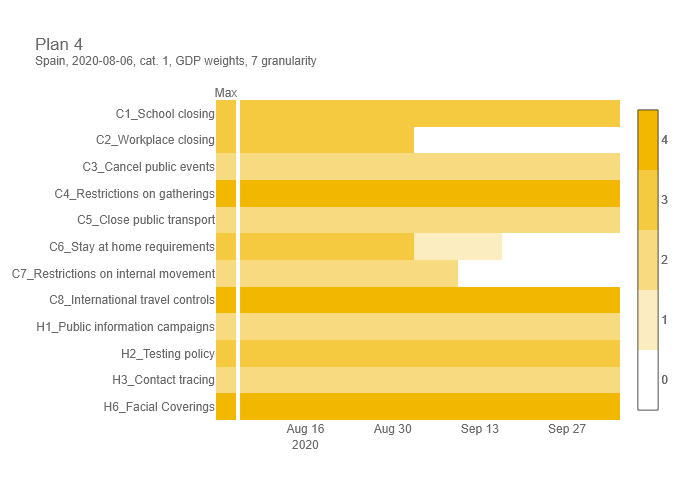 Plan 4
Spain, 2020-08-06, cat. 1, GDP weights, 7 granularity
Max
C1_School closing
C2_Workplace closing
C3_Cancel public events
C4_Restrictions on gatherings
C5_Close public transport
C6_Stay at home requirements
C7_Restrictions on internal movement
C8_International travel controls
H1_Public information campaigns
H2_Testing policy
H3_Contact tracing
H6_Facial Coverings
Aug 16
2020
Aug 30
Sep 13
Sep 27
4
3
2
1
0